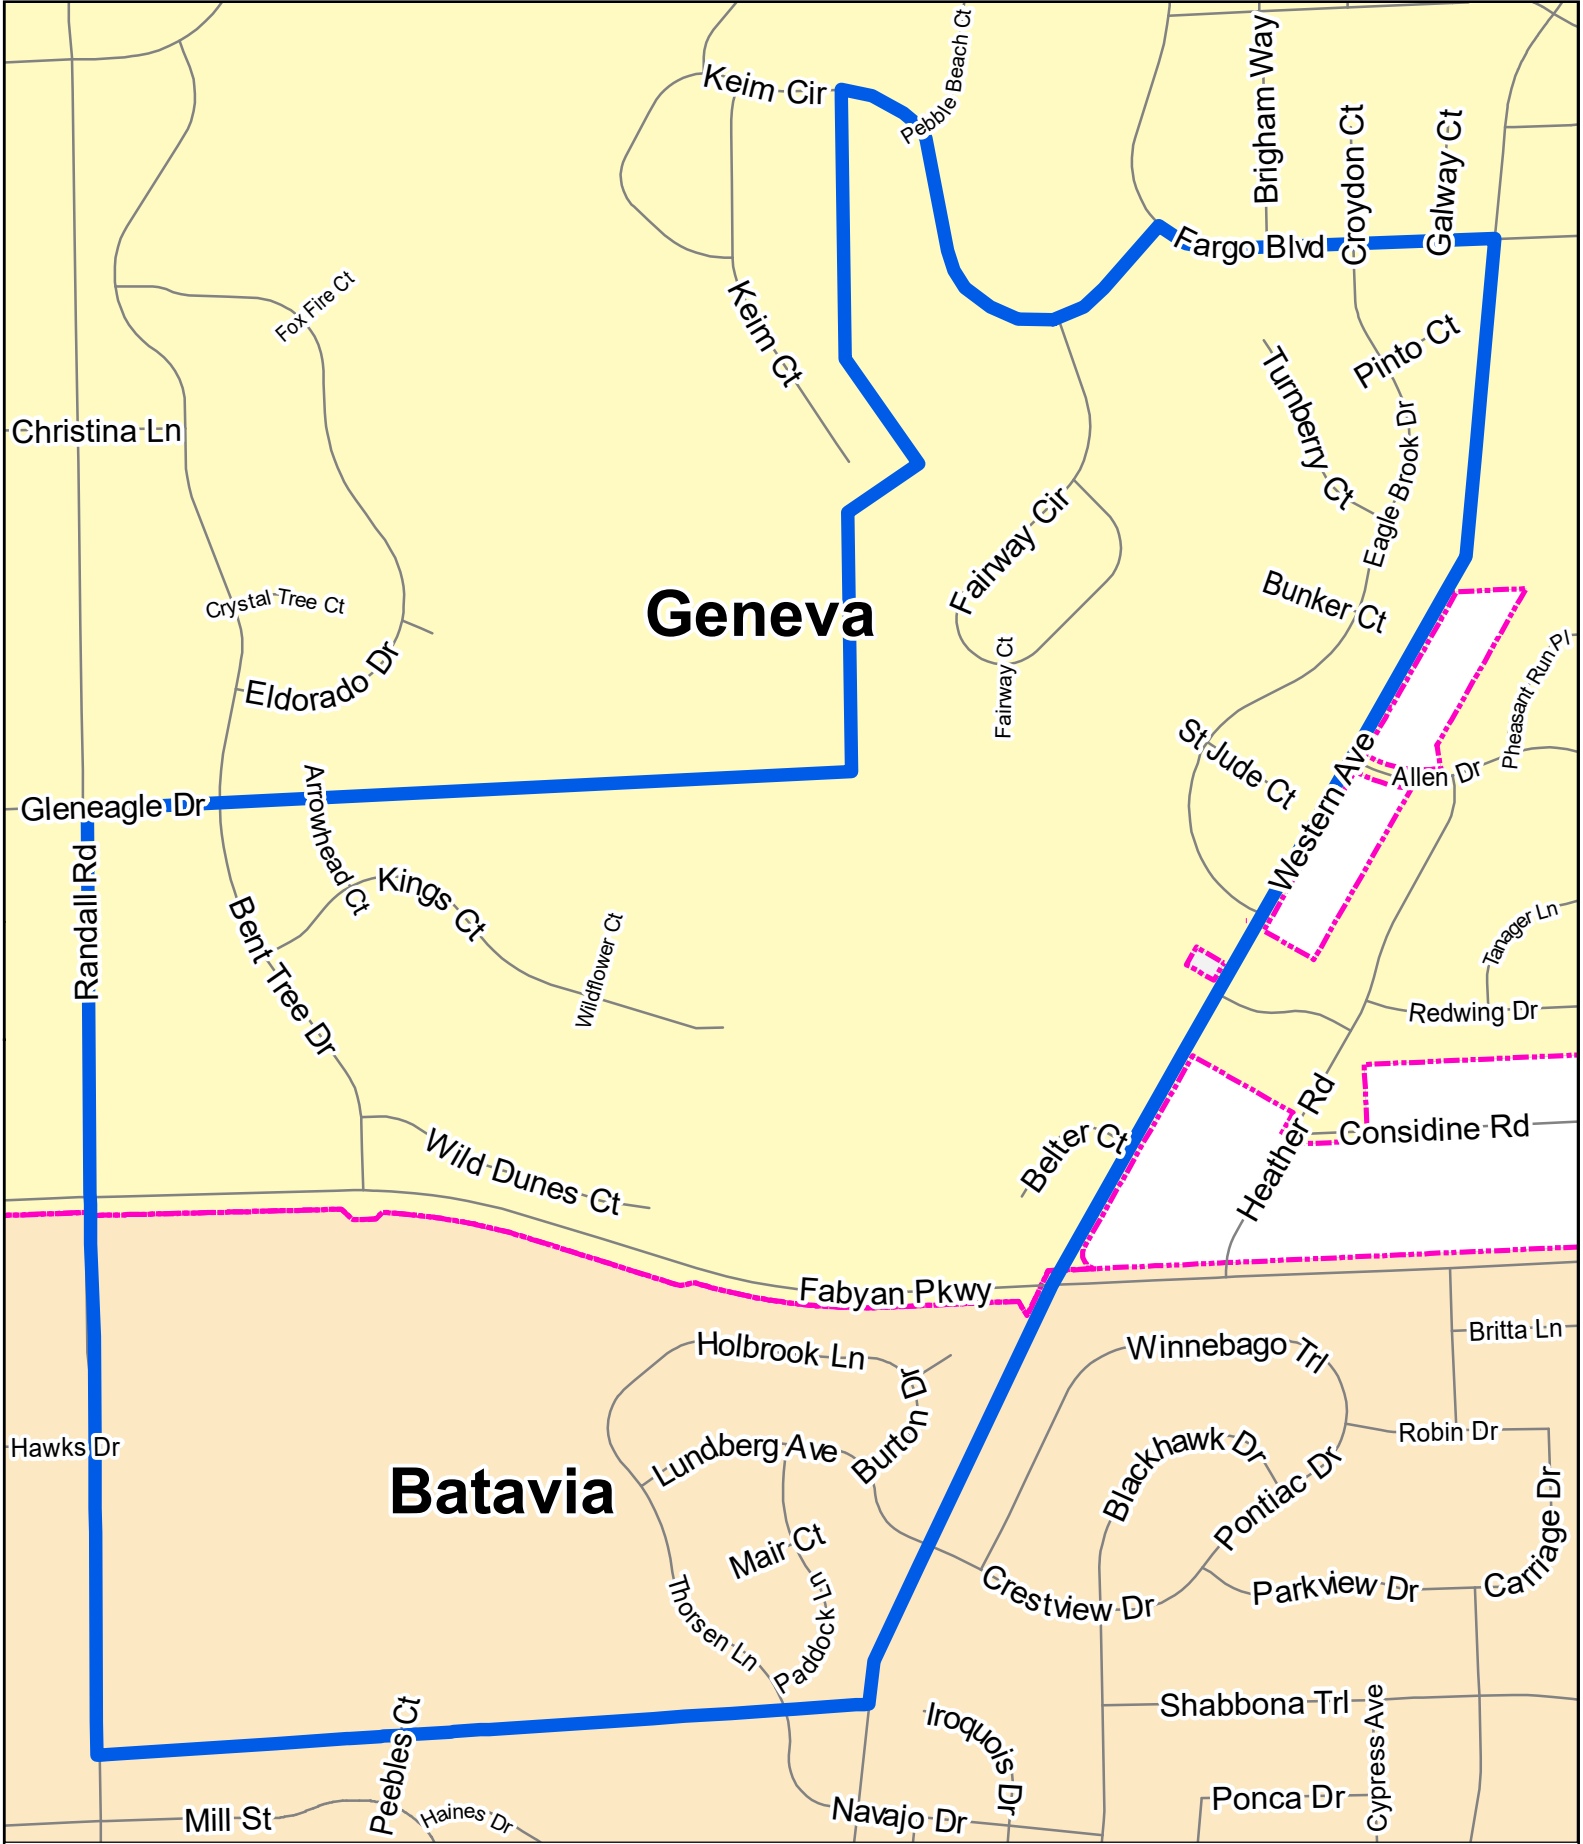 Pebble Beach Ct
Keim Cir
Brigham Way
Croydon Ct
Galway Ct
Fargo Blvd
Fox Fire Ct
Keim Ct
Turnberry Ct
Pinto Ct
Christina Ln
Eagle Brook Dr
Fairway Cir
Crystal Tree Ct
Geneva
Bunker Ct
Eldorado Dr
Fairway Ct
Pheasant Run Pl
St Jude Ct
Western Ave
Allen Dr
Gleneagle Dr
Arrowhead Ct
Randall Rd
Kings Ct
Bent Tree Dr
Wildflower Ct
Tanager Ln
Redwing Dr
Heather Rd
Considine Rd
Belter Ct
Wild Dunes Ct
Fabyan Pkwy
Holbrook Ln
Winnebago Trl
Britta Ln
Burton Dr
Hawks Dr
Lundberg Ave
Blackhawk Dr
Robin Dr
Batavia
Pontiac Dr
Carriage Dr
Mair Ct
Crestview Dr
Parkview Dr
Thorsen Ln
Paddock Ln
Iroquois Dr
Shabbona Trl
Cypress Ave
Peebles Ct
Ponca Dr
Mill St
Haines Dr
Navajo Dr